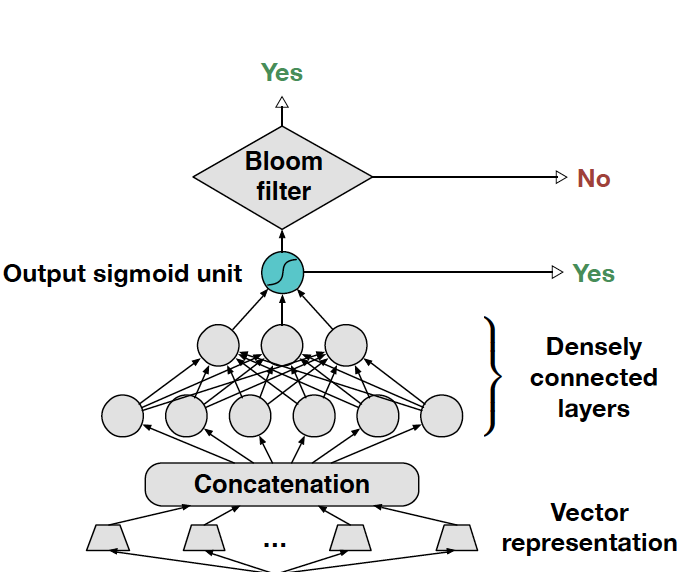 Yes
Bloom
filter
No
Output sigmoid unit
Yes
Densely
connected
layers
Concatenation
Vector
representation
...